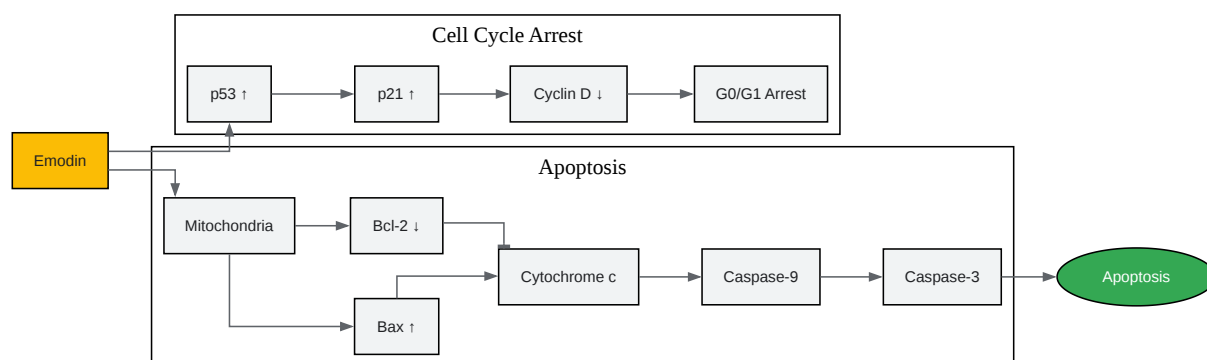 Cell Cycle Arrest
p53 ↑
p21 ↑
Cyclin D ↓
G0/G1 Arrest
Emodin
Apoptosis
Mitochondria
Bcl-2 ↓
Cytochrome c
Caspase-9
Caspase-3
Apoptosis
Bax ↑